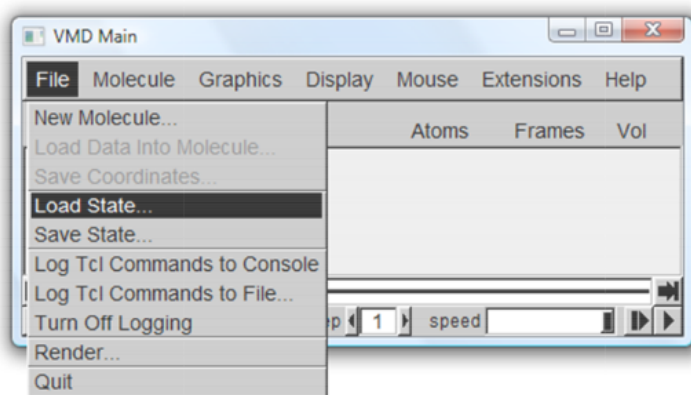 VMD Main
File Molecule Graphics Display Mouse Extensions Help
New Molecule...
Atoms Frames Vol
Load Data Into Molecule...
Save Coordinates...
Load State...
Save State...
Log Tcl Commands to Console
Log Tcl Commands to File...
Turn Off Logging
1 speed
Render...
Quit